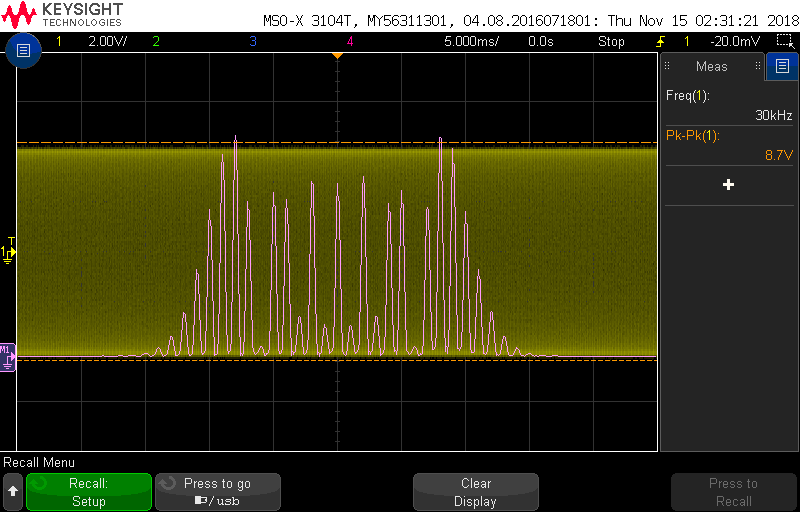 KEYSIGHT
TECHNOLOGIES
MSO-X 3104T, MY56311301, 04.08.2016071801: Thu Nov 15 02:31:21 2018
1 2.00V/ 2 3 4 5.000ms/ 0.0s Stop 1 -20.0mV
Meas
Freq(1):
30kHz
Pk-Pk(1):
8.7V
+
T
1
M1
Recall Menu
Recall:
Setup
Press to go
/usb
Clear
Display
Press to
Recall